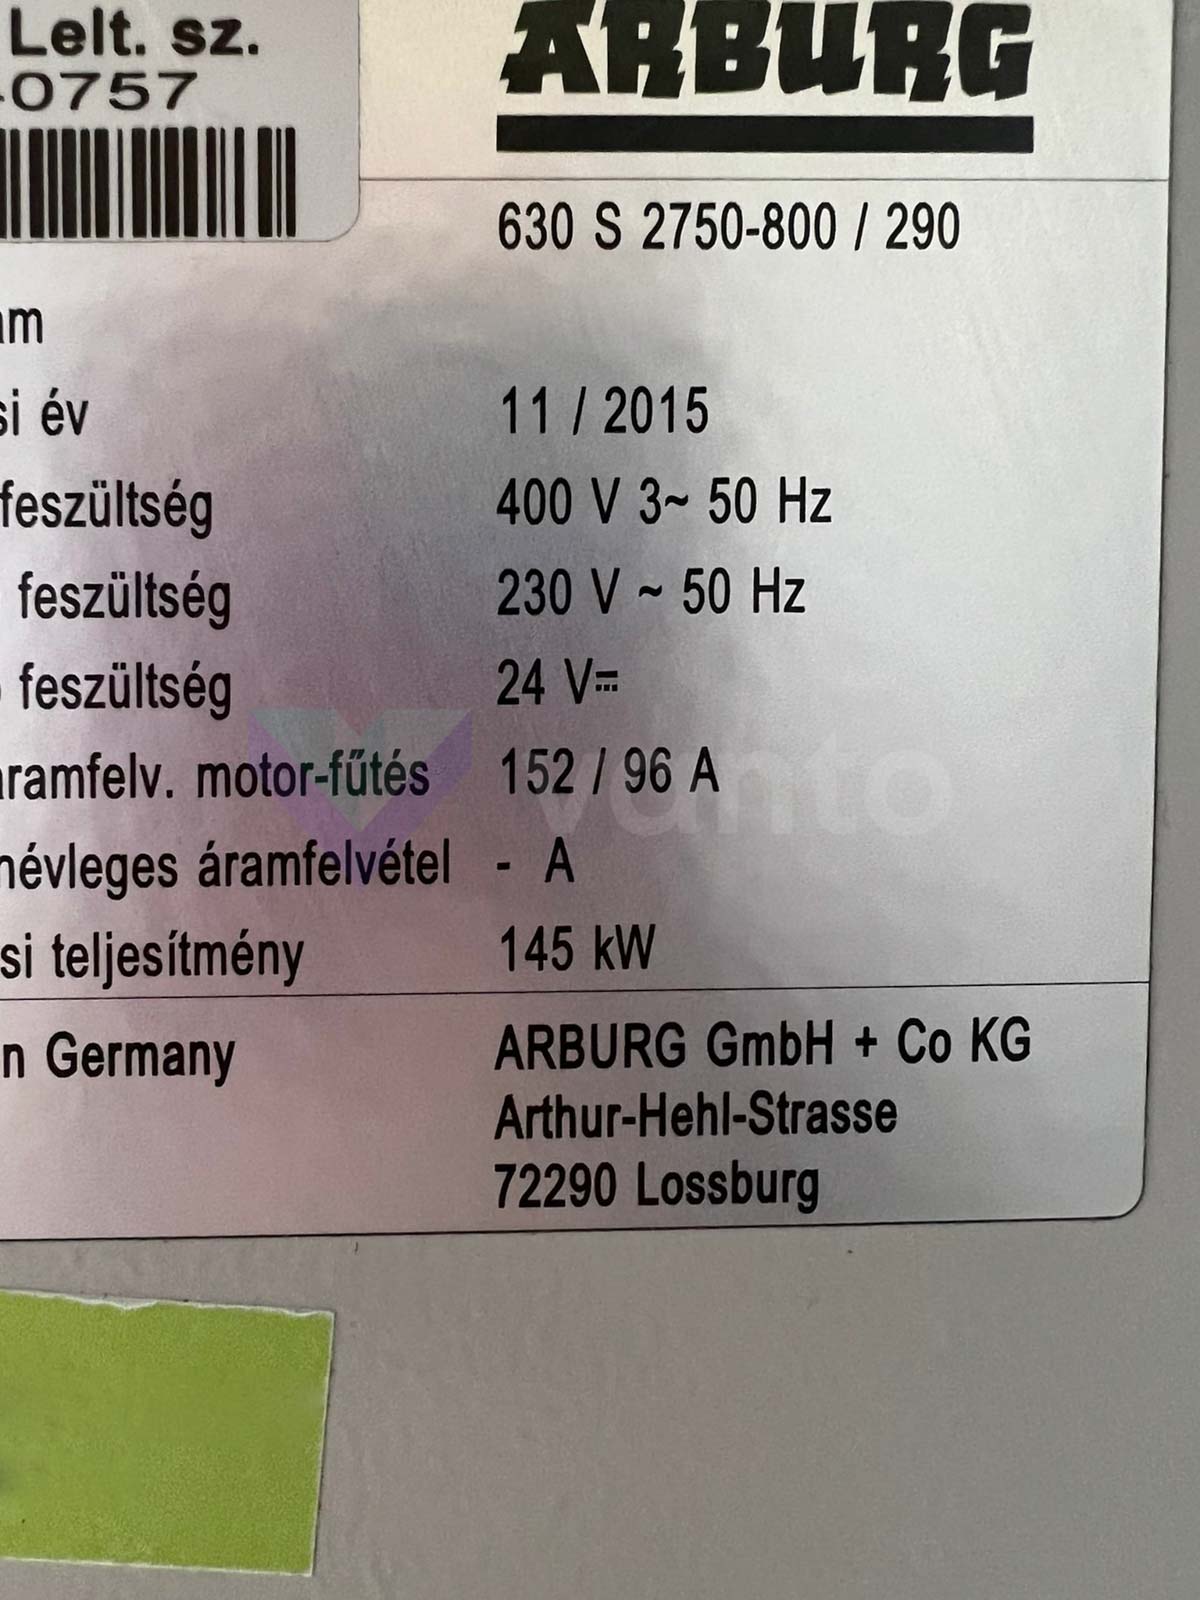 Lelt. sz.
-0757
ARBURG
630 S 2750-800 / 290
11 / 2015
si év
feszültség 400 V 3~ 50 Hz
feszültség 230 V ~ 50 Hz
feszültség 24 V⎓
áramfelv. motor-fűtés 152 / 96 A
névleges áramfelvétel - A
si teljesítmény 145 kW
n Germany ARBURG GmbH + Co KG
Arthur-Hehl-Strasse
72290 Lossburg
vanto